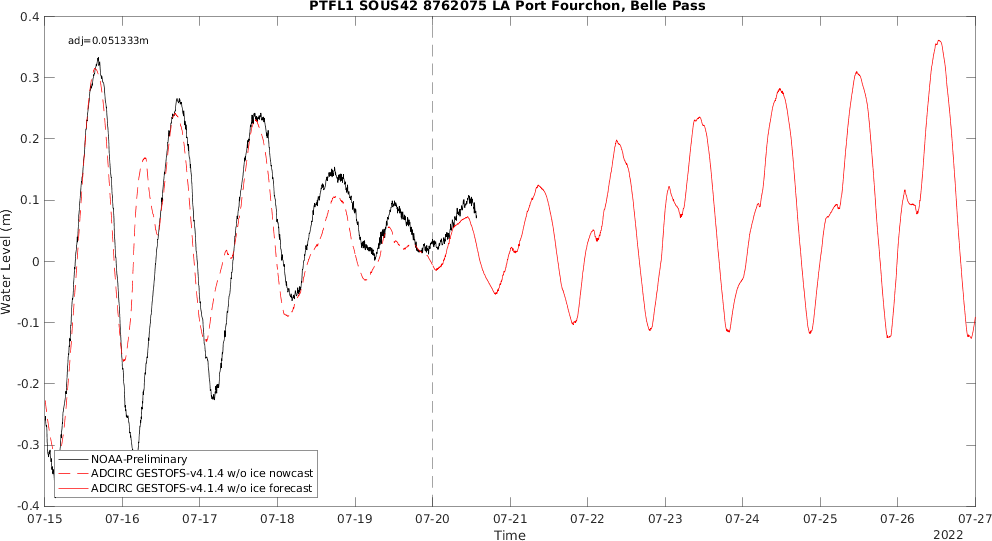 PTFL1 SOUS42 8762075 LA Port Fourchon, Belle Pass
adj=0.051333m
Water Level (m)
0.4
0.3
0.2
0.1
0
-0.1
-0.2
-0.3
-0.4
NOAA-Preliminary
ADCIRC GESTOFS-v4.1.4 w/o ice nowcast
ADCIRC GESTOFS-v4.1.4 w/o ice forecast
07-15 07-16 07-17 07-18 07-19 07-20 07-21 07-22 07-23 07-24 07-25 07-26 07-27
Time
2022